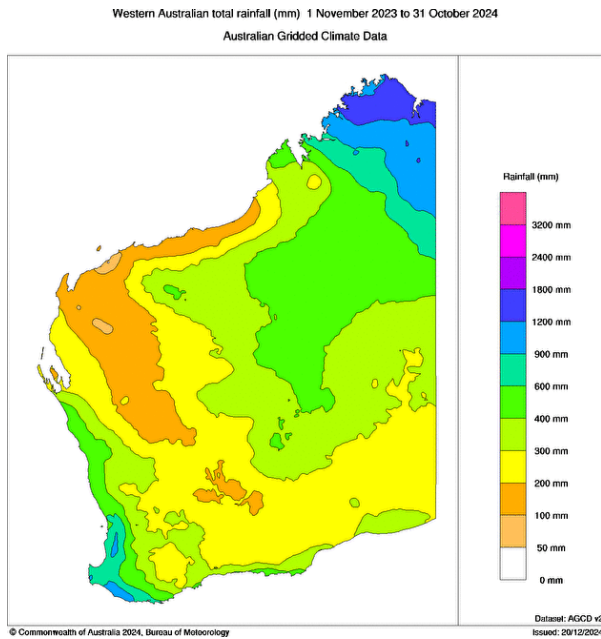 Western Australian total rainfall (mm)  1 November 2023 to 31 October 2024
Australian Gridded Climate Data
Rainfall (mm)
3200 mm
2400 mm
1800 mm
1200 mm
900 mm
600 mm
400 mm
300 mm
200 mm
100 mm
50 mm
0 mm
Dataset: AGCD v2
© Commonwealth of Australia 2024, Bureau of Meteorology
Issued: 20/12/2024